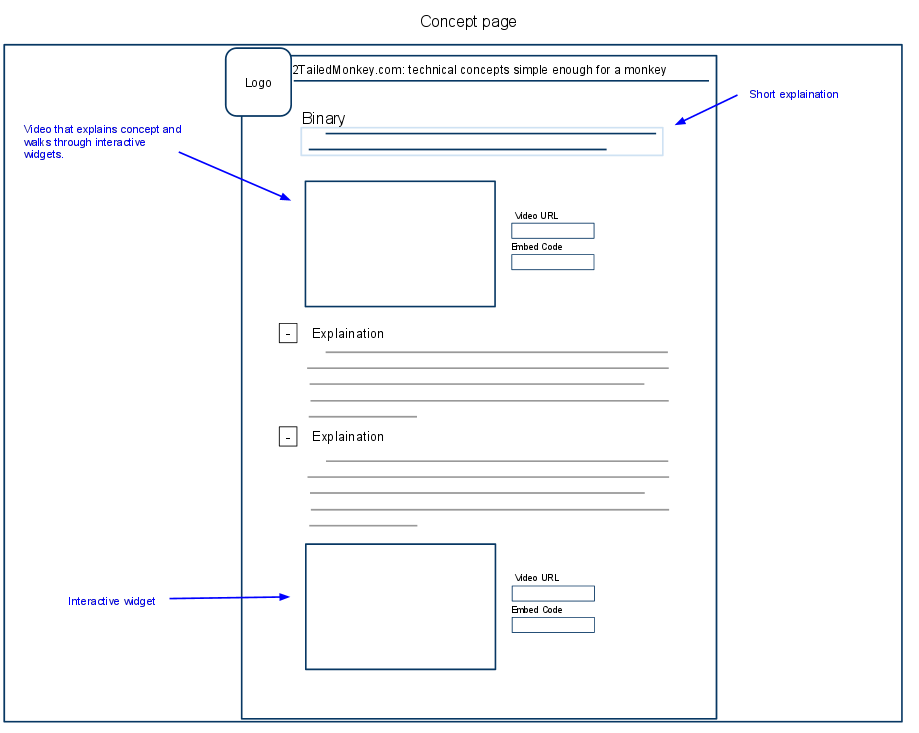 Concept page
Logo
2TailedMonkey.com: technical concepts simple enough for a monkey
Short explaination
Binary
Video that explains concept and
walks through interactive
widgets.
Video URL
Embed Code
- Explaination
- Explaination
Video URL
Embed Code
Interactive widget